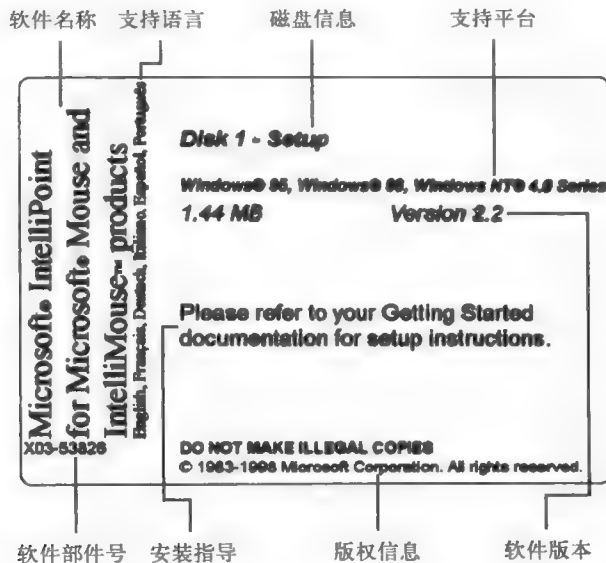 软件名称 支持语言 磁盘信息 支持平台
Microsoft® IntelliPoint
for Microsoft® Mouse and
IntelliMouse™ products
English, Français, Deutsch, Italiano, Español, Português
Disk 1 - Setup
Windows® 95, Windows® 98, Windows NT® 4.0 Series
1.44 MB Version 2.2
Please refer to your Getting Started
documentation for setup instructions.
X03-53826
DO NOT MAKE ILLEGAL COPIES
© 1983-1998 Microsoft Corporation. All rights reserved.
软件部件号 安装指导 版权信息 软件版本